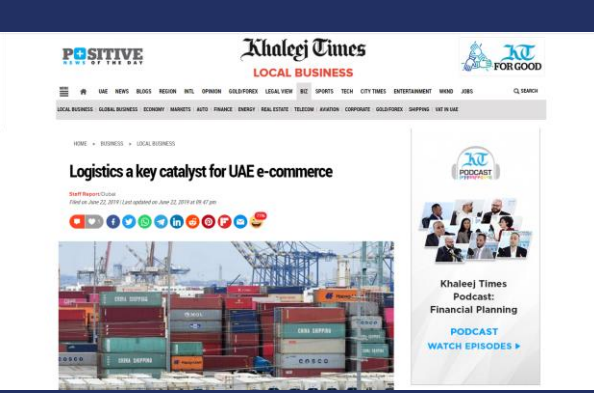 POSITIVE
NEWS OF THE DAY
Khaleej Times
LOCAL BUSINESS
KT
FOR GOOD
UAE NEWS BLOGS REGION INTL OPINION GOLD/FOREX LEGAL VIEW BIZ SPORTS TECH CITY TIMES ENTERTAINMENT WKND JOBS SEARCH
LOCAL BUSINESS GLOBAL BUSINESS ECONOMY MARKETS AUTO FINANCE ENERGY REAL ESTATE TELECOM AVIATION CORPORATE GOLD/FOREX SHIPPING VAT IN UAE
HOME » BUSINESS » LOCAL BUSINESS
Logistics a key catalyst for UAE e-commerce
Staff Report/Dubai
Filed on June 22, 2019 | Last updated on June 22, 2019 at 09.47 pm
CHINA SHIPPING
CHINA SHIPPING
CHINA SHIPPING
COSCO
COSCO
KT
PODCAST
Khaleej Times
Podcast:
Financial Planning
PODCAST
WATCH EPISODES